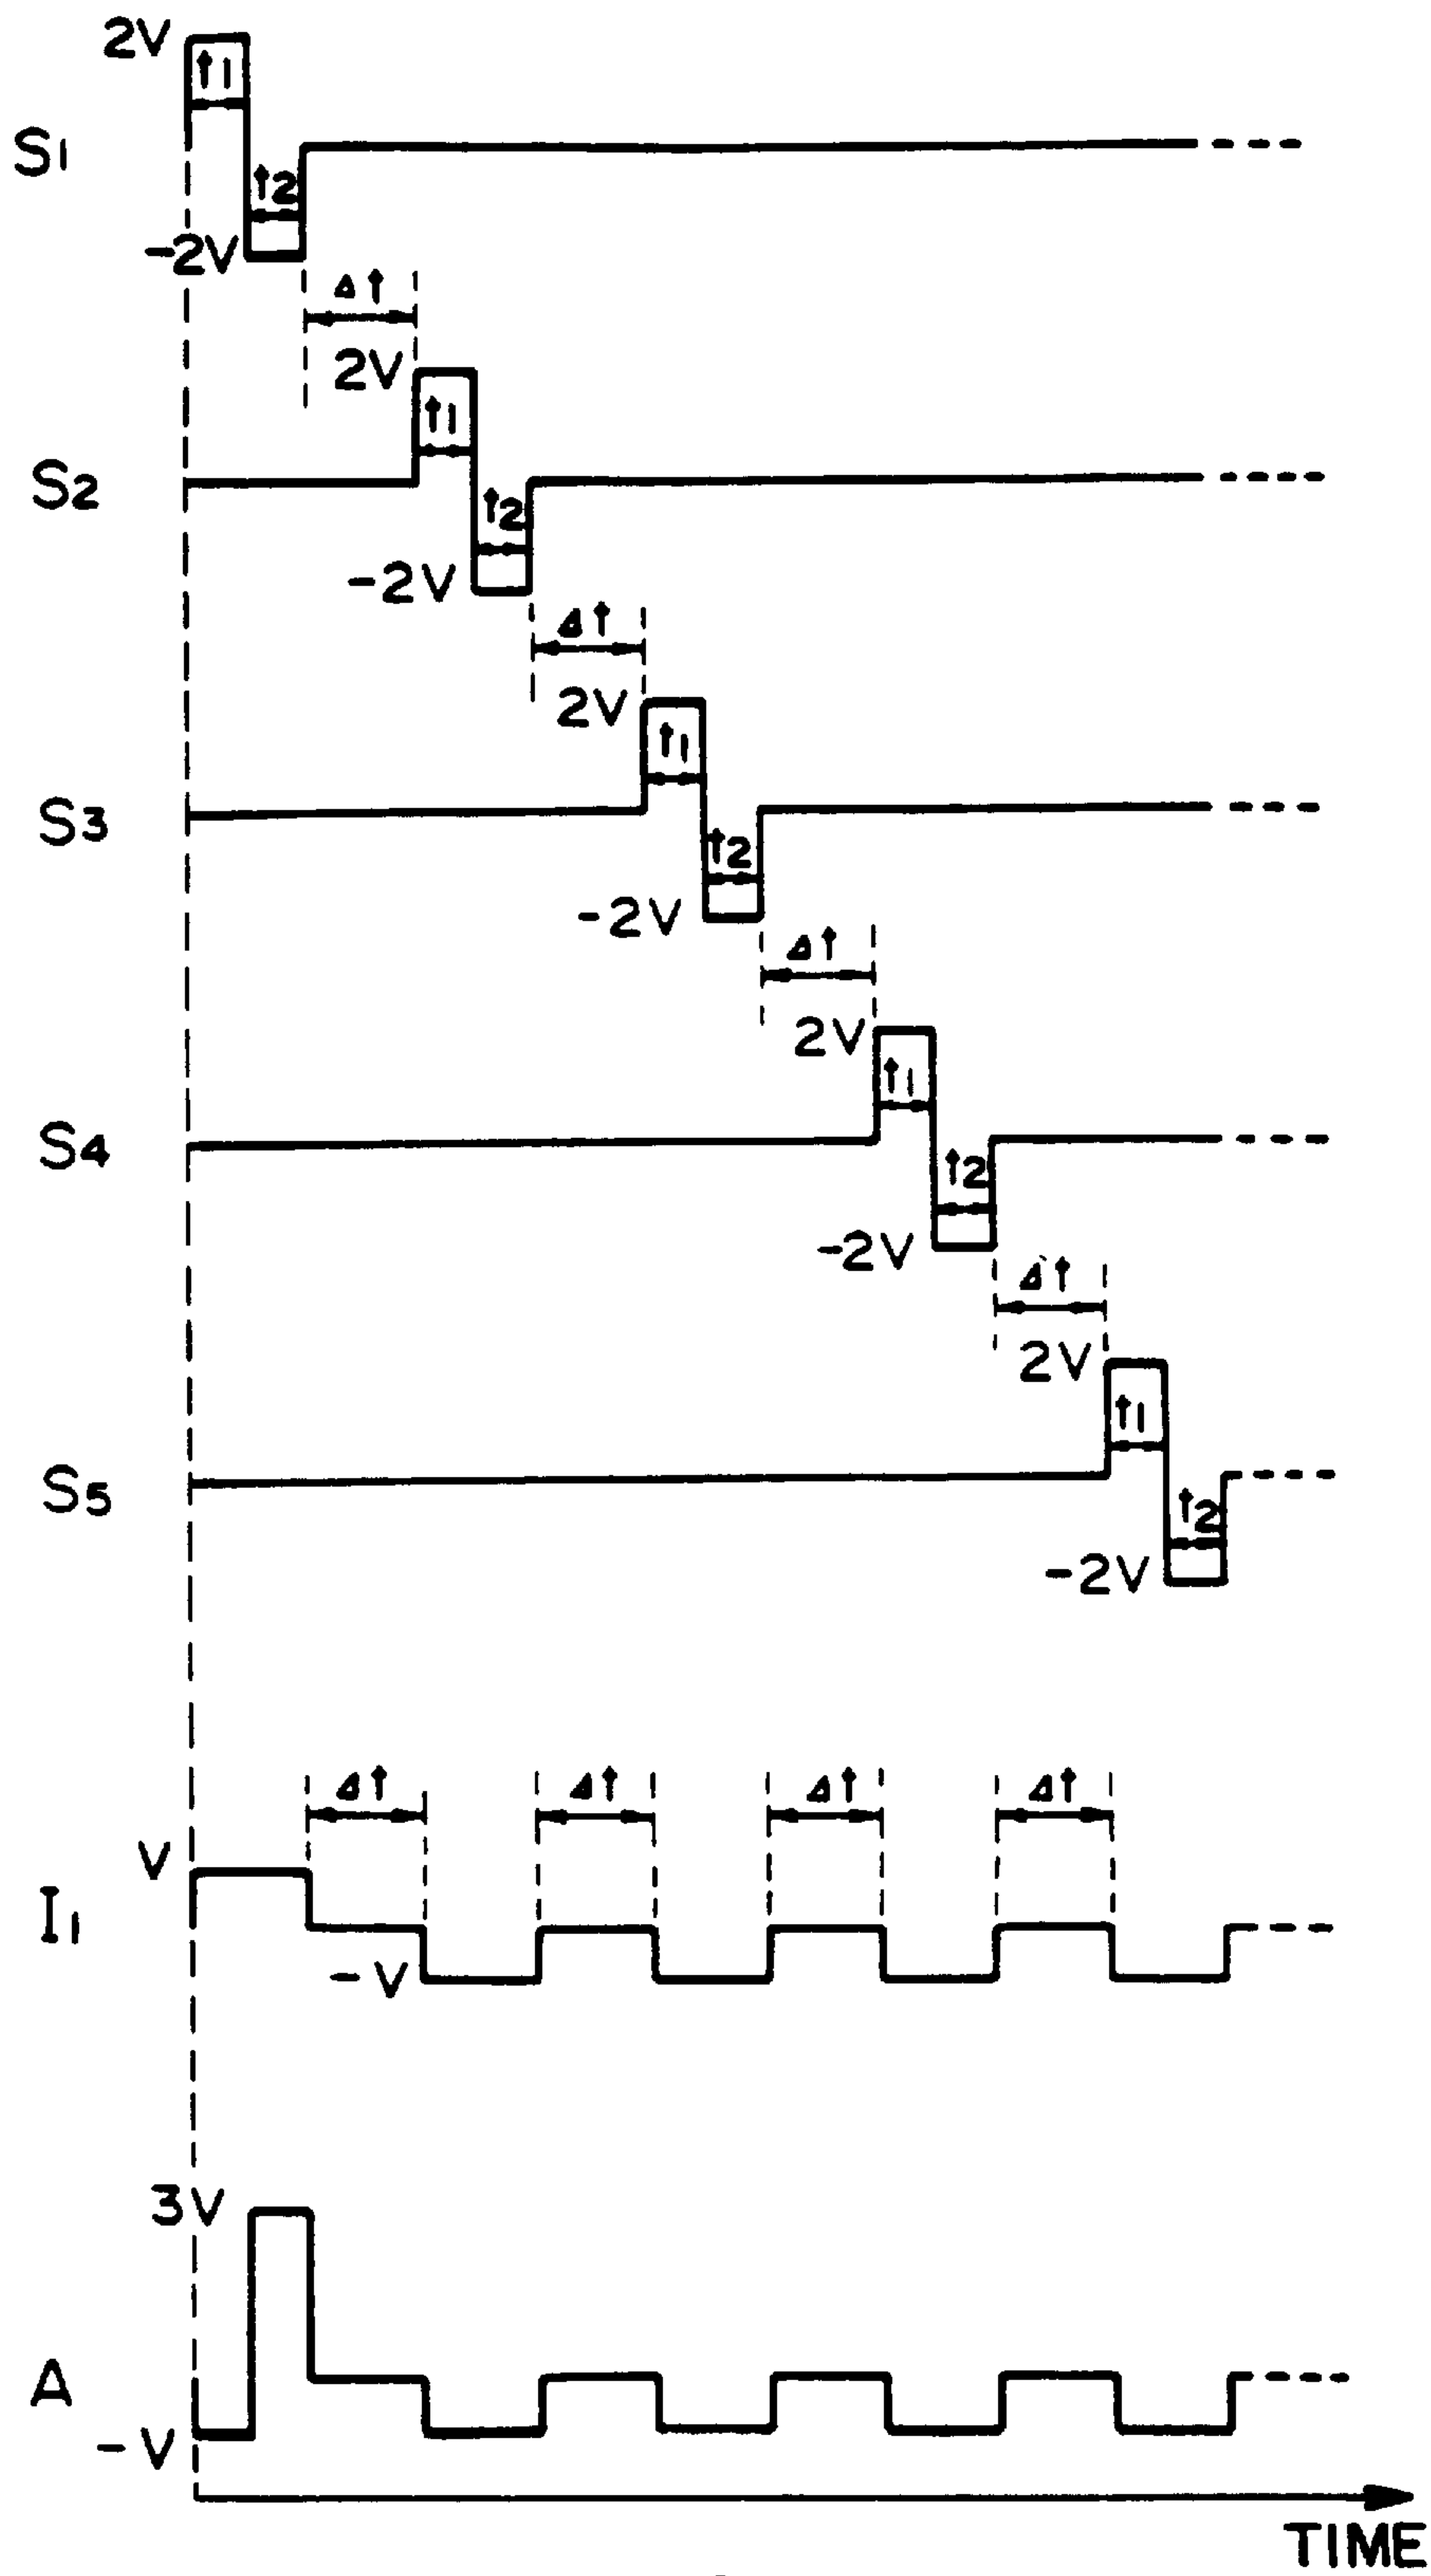 2V
t1
S1
t2
-2V
Δt
2V
t1
S2
t2
-2V
Δt
2V
t1
S3
t2
-2V
Δt
2V
t1
S4
t2
-2V
Δt
2V
t1
S5
t2
-2V
Δt Δt Δt Δt
V
I1
-V
3V
A
-V
TIME